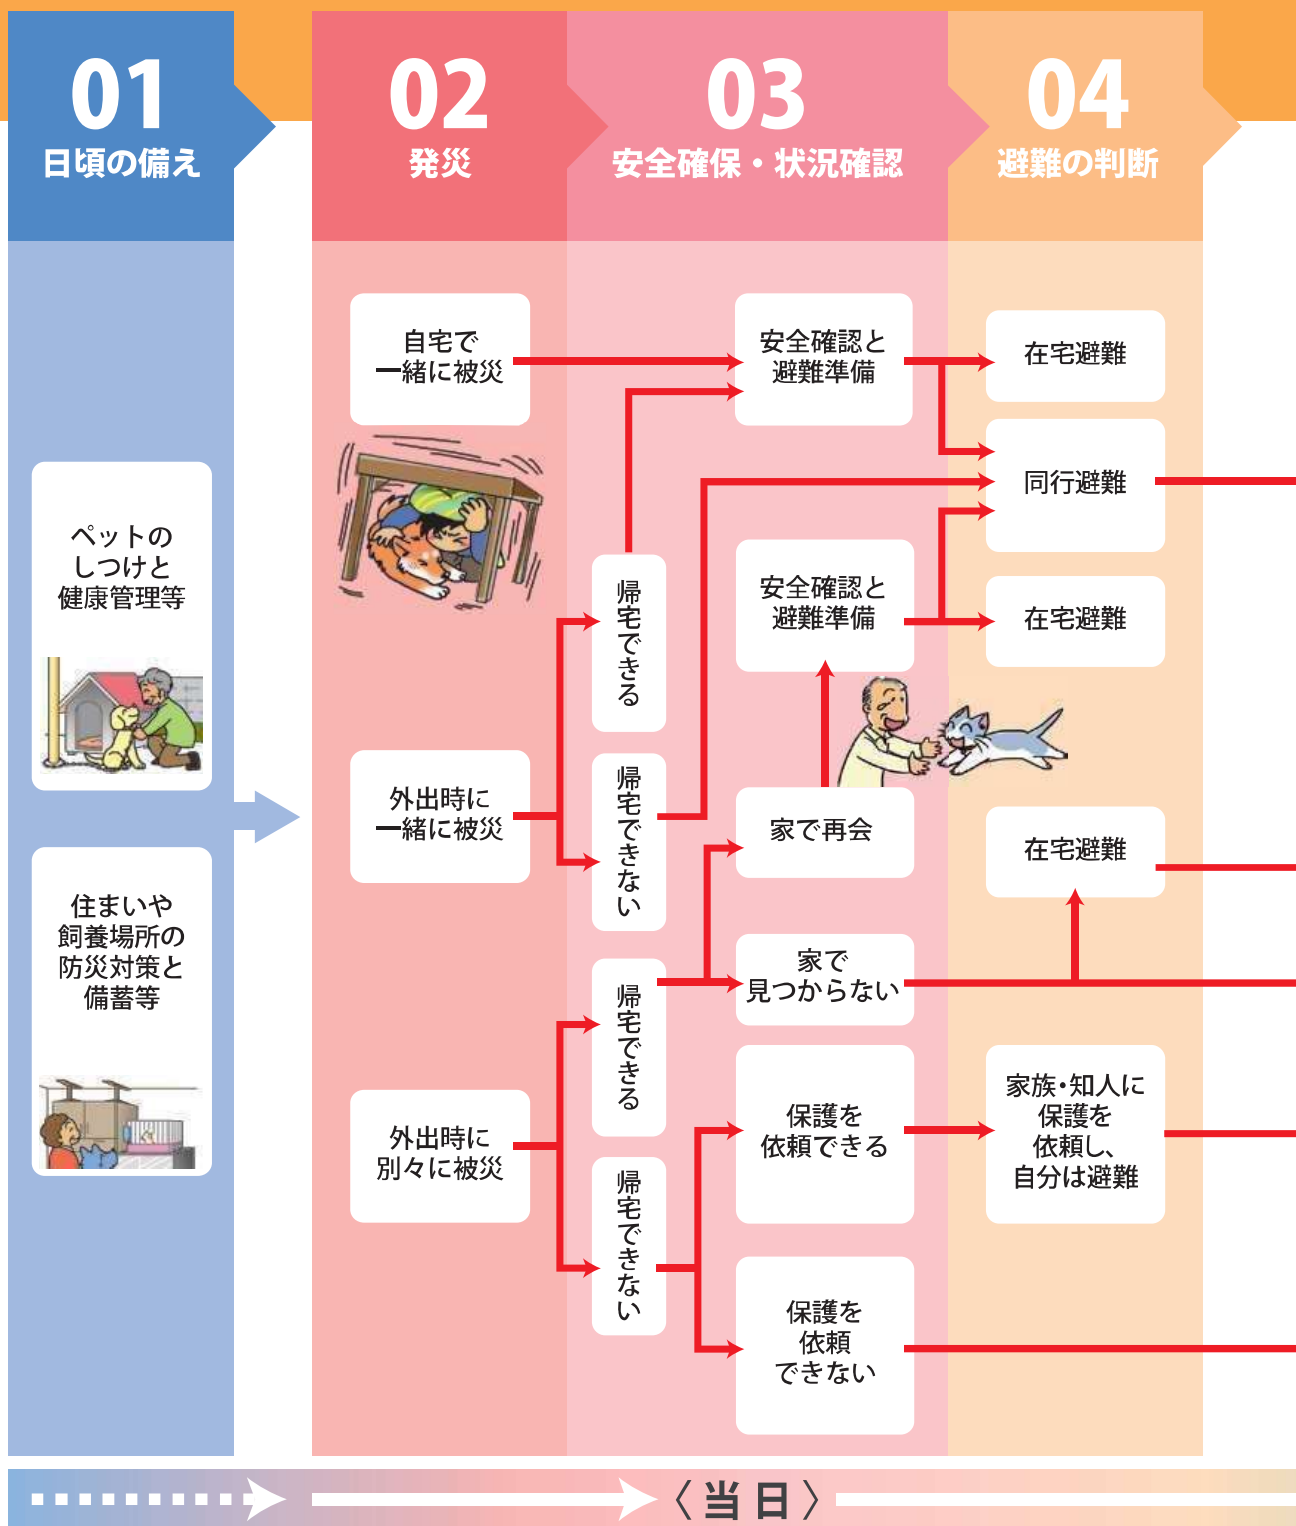 01
日頃の備え
ペットの
しつけと
健康管理等
住まいや
飼養場所の
防災対策と
備蓄等
02
発災
自宅で
一緒に被災
外出時に
一緒に被災
外出時に
別々に被災
03
安全確保・状況確認
帰宅できる
帰宅できない
帰宅できる
帰宅できない
安全確認と
避難準備
安全確認と
避難準備
家で再会
家で
見つからない
保護を
依頼できる
保護を
依頼
できない
04
避難の判断
在宅避難
同行避難
在宅避難
在宅避難
家族・知人に
保護を
依頼し、
自分は避難
〈当日〉